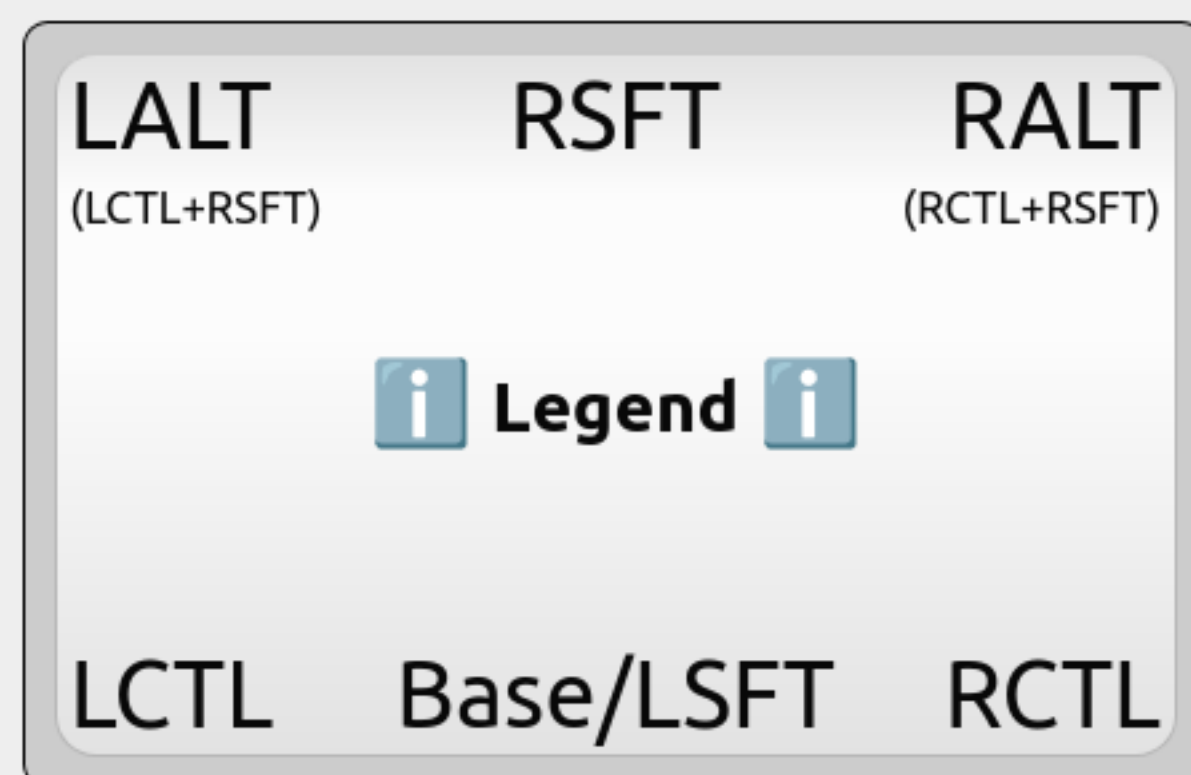 LALT RSFT RALT
(LCTL+RSFT) (RCTL+RSFT)
ℹ️ Legend ℹ️
LCTL Base/LSFT RCTL